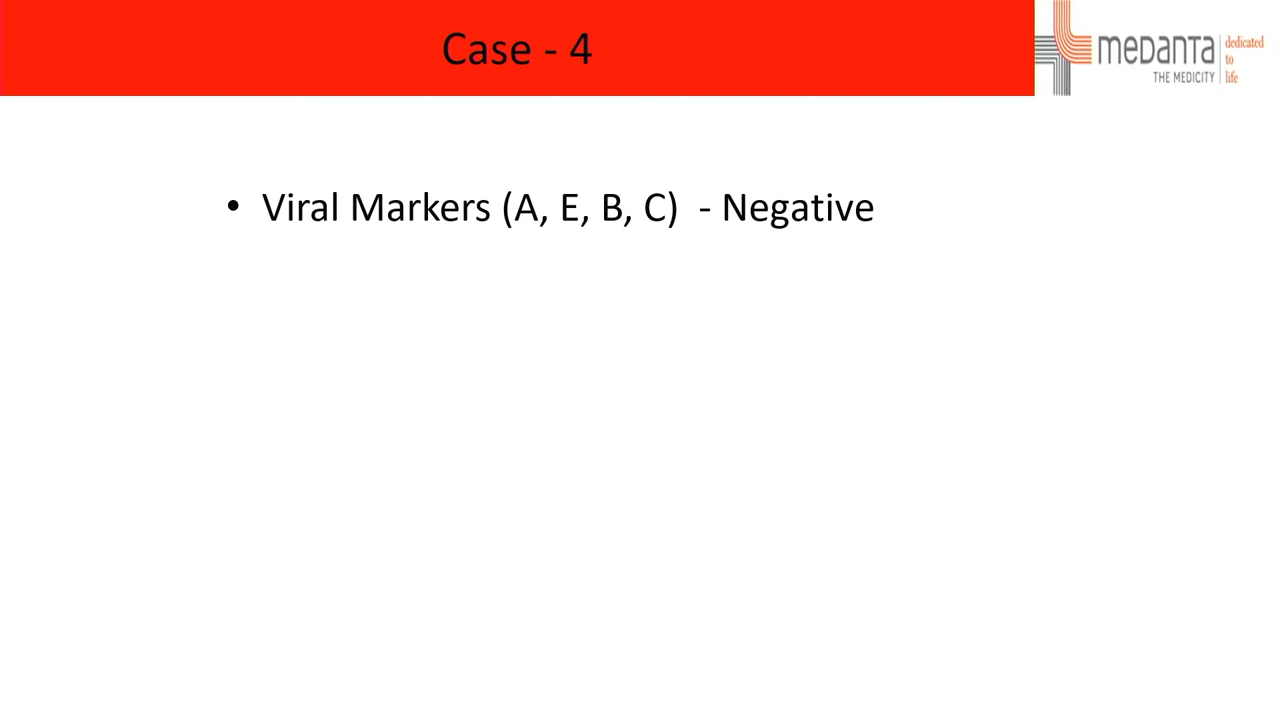 Case - 4
medanta
THE MEDICITY
dedicated
to
life
• Viral Markers (A, E, B, C)  - Negative